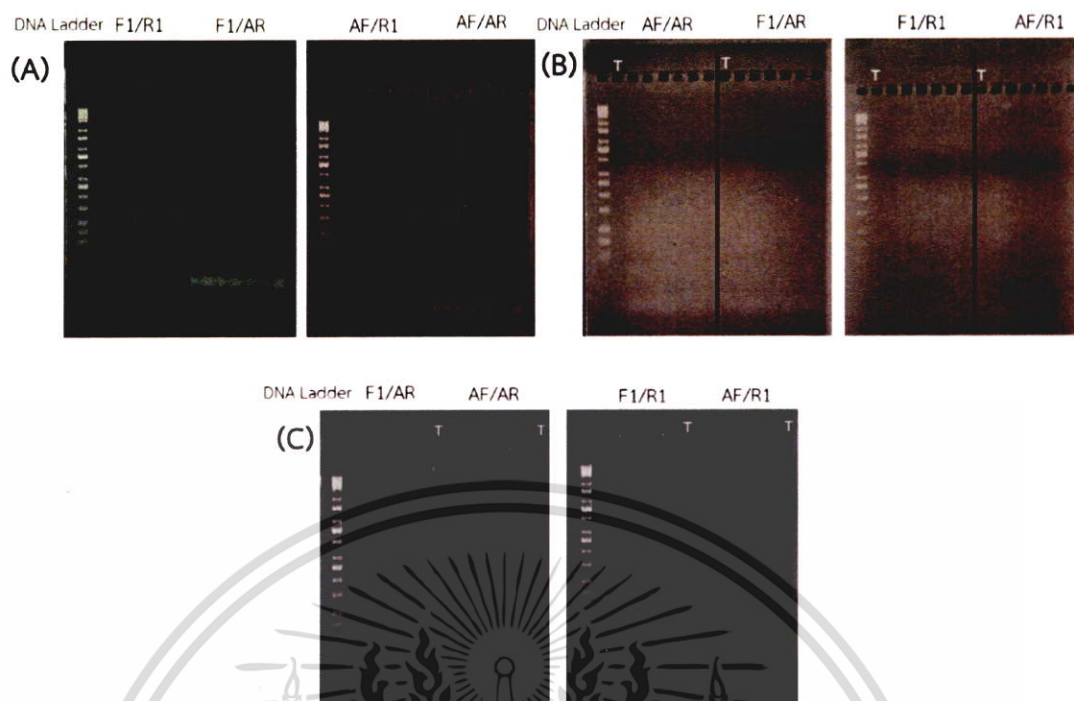 DNA Ladder F1/R1 F1/AR AF/R1 AF/AR
(A)
DNA Ladder AF/AR F1/AR F1/R1 AF/R1
(B) T T T T
DNA Ladder F1/AR AF/AR F1/R1 AF/R1
(C) T T T T